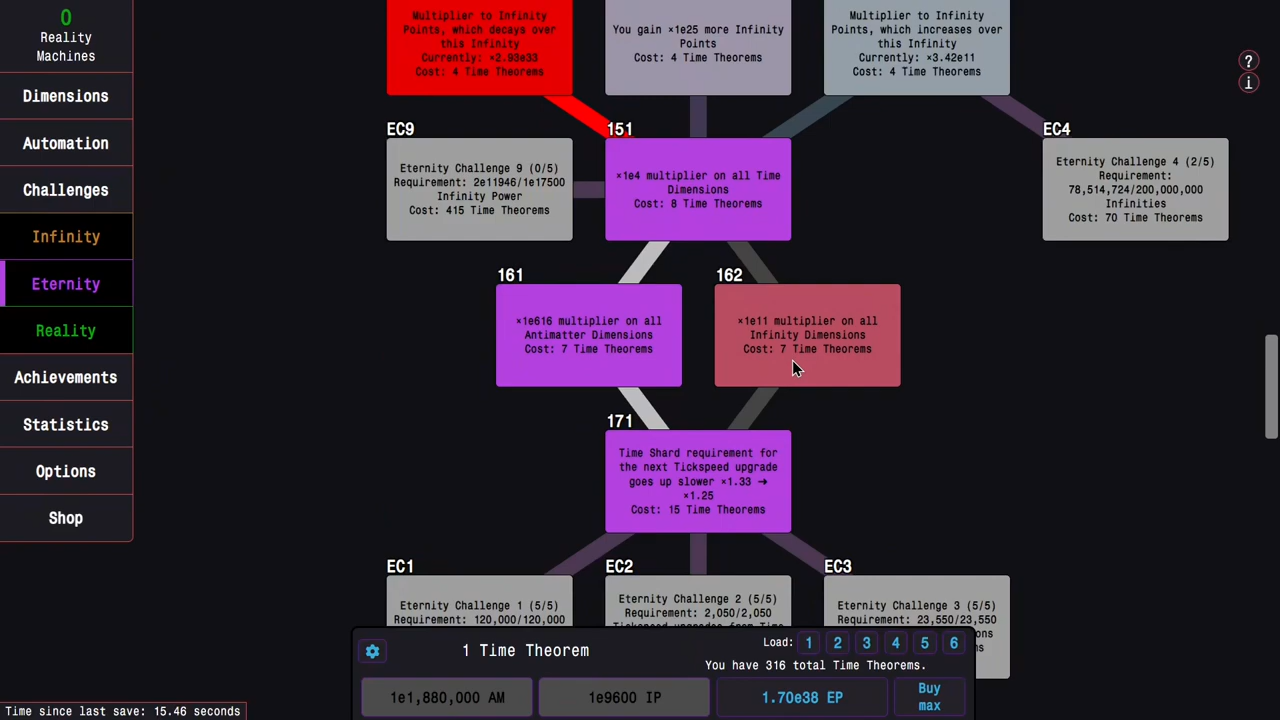 0
Reality
Machines
Dimensions
Automation
Challenges
Infinity
Eternity
Reality
Achievements
Statistics
Options
Shop
Multiplier to Infinity
Points, which decays over
this Infinity
Currently: ×2.93e33
Cost: 4 Time Theorems
You gain ×1e25 more Infinity
Points
Cost: 4 Time Theorems
Multiplier to Infinity
Points, which increases over
this Infinity
Currently: ×3.42e11
Cost: 4 Time Theorems
?
i
EC9
Eternity Challenge 9 (0/5)
Requirement: 2e11946/1e17500
Infinity Power
Cost: 415 Time Theorems
151
×1e4 multiplier on all Time
Dimensions
Cost: 8 Time Theorems
EC4
Eternity Challenge 4 (2/5)
Requirement:
78,514,724/200,000,000
Infinities
Cost: 70 Time Theorems
161
×1e616 multiplier on all
Antimatter Dimensions
Cost: 7 Time Theorems
162
×1e11 multiplier on all
Infinity Dimensions
Cost: 7 Time Theorems
171
Time Shard requirement for
the next Tickspeed upgrade
goes up slower ×1.33 →
×1.25
Cost: 15 Time Theorems
EC1
Eternity Challenge 1 (5/5)
Requirement: 120,000/120,000
EC2
Eternity Challenge 2 (5/5)
Requirement: 2,050/2,050
Tickspeed upgrades from Time
EC3
Eternity Challenge 3 (5/5)
Requirement: 23,550/23,550
1 Time Theorem
Load: 1 2 3 4 5 6
You have 316 total Time Theorems.
1e1,880,000 AM
1e9600 IP
1.70e38 EP
Buy
max
Time since last save: 15.46 seconds